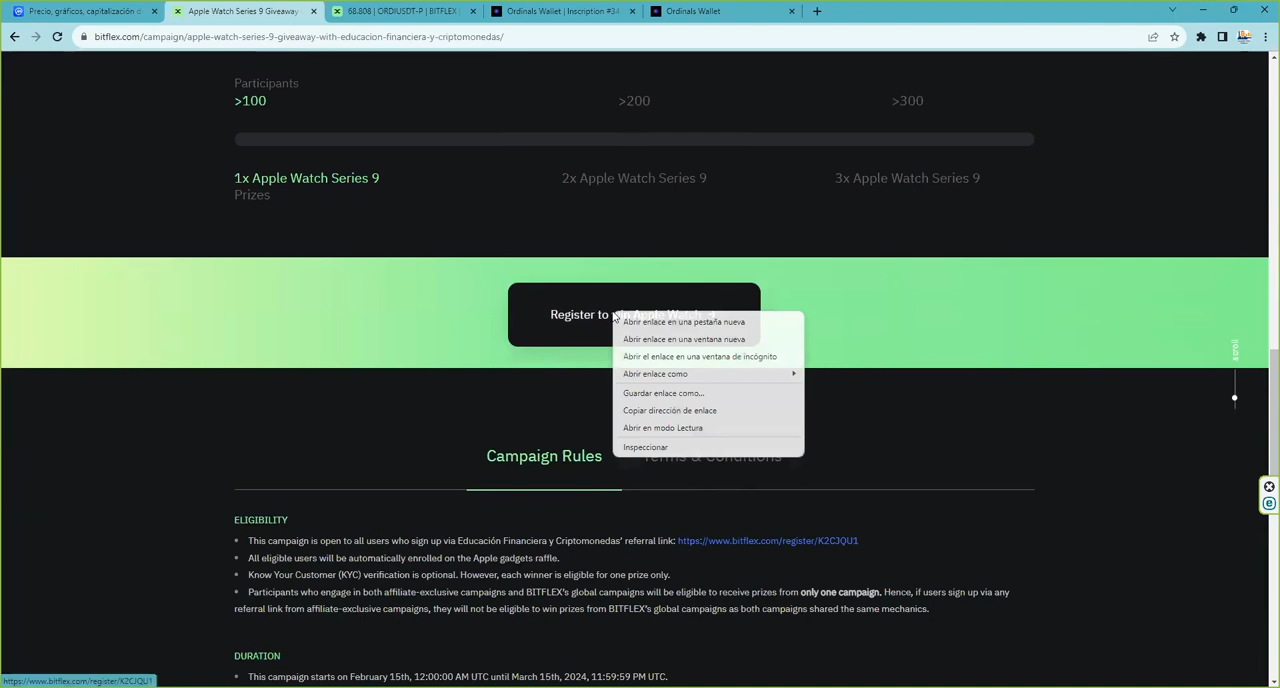 Precio, gráficos, capitalización d
Apple Watch Series 9 Giveaway
68.808 | ORDIUSDT-P | BITFLEX |
Ordinals Wallet | Inscription #34
Ordinals Wallet
bitflex.com/campaign/apple-watch-series-9-giveaway-with-educacion-financiera-y-criptomonedas/
Participants
>100
>200
>300
1x Apple Watch Series 9
2x Apple Watch Series 9
3x Apple Watch Series 9
Prizes
Register to win Apple Watch
Abrir enlace en una pestaña nueva
Abrir enlace en una ventana nueva
Abrir el enlace en una ventana de incógnito
Abrir enlace como
Guardar enlace como...
Copiar dirección de enlace
Abrir en modo Lectura
Inspeccionar
scroll
Campaign Rules
Terms & Conditions
ELIGIBILITY
• This campaign is open to all users who sign up via Educación Financiera y Criptomonedas' referral link: https://www.bitflex.com/register/K2CJQU1
• All eligible users will be automatically enrolled on the Apple gadgets raffle.
• Know Your Customer (KYC) verification is optional. However, each winner is eligible for one prize only.
• Participants who engage in both affiliate-exclusive campaigns and BITFLEX's global campaigns will be eligible to receive prizes from only one campaign. Hence, if users sign up via any
referral link from affiliate-exclusive campaigns, they will not be eligible to win prizes from BITFLEX's global campaigns as both campaigns shared the same mechanics.
DURATION
• This campaign starts on February 15th, 12:00:00 AM UTC until March 15th, 2024, 11:59:59 PM UTC.
https://www.bitflex.com/register/K2CJQU1